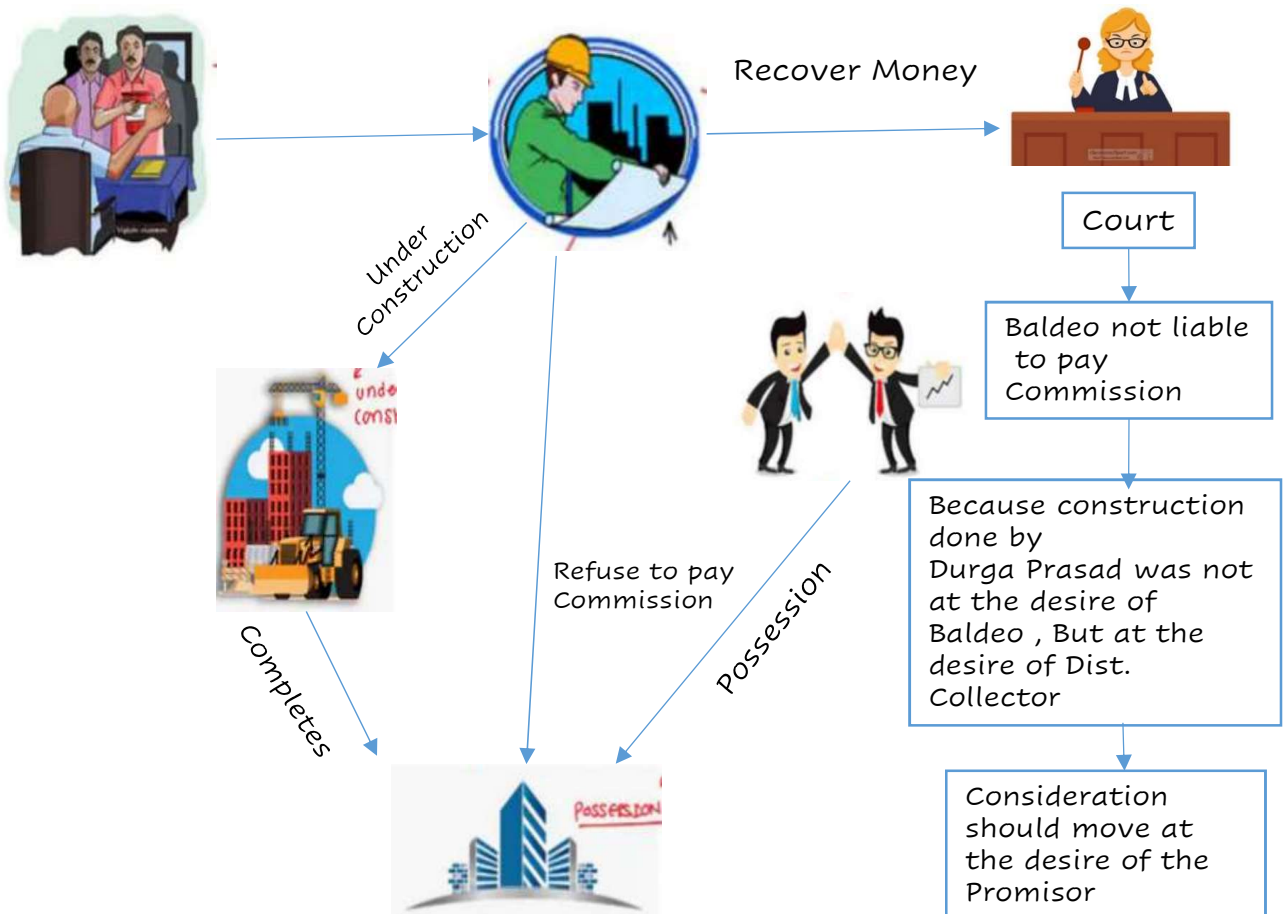 Recover Money
Court
Under
Construction
Baldeo not liable
to pay
Commission
Because construction
done by
Durga Prasad was not
at the desire of
Baldeo , But at the
desire of Dist.
Collector
Refuse to pay
Commission
Possession
Completes
POSSESSION
Consideration
should move at
the desire of the
Promisor